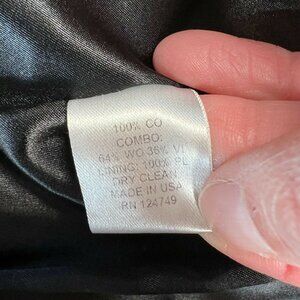 100% CO
COMBO:
64% WO 36% VI
LINING: 100% PL
DRY CLEAN
MADE IN USA
RN 124749